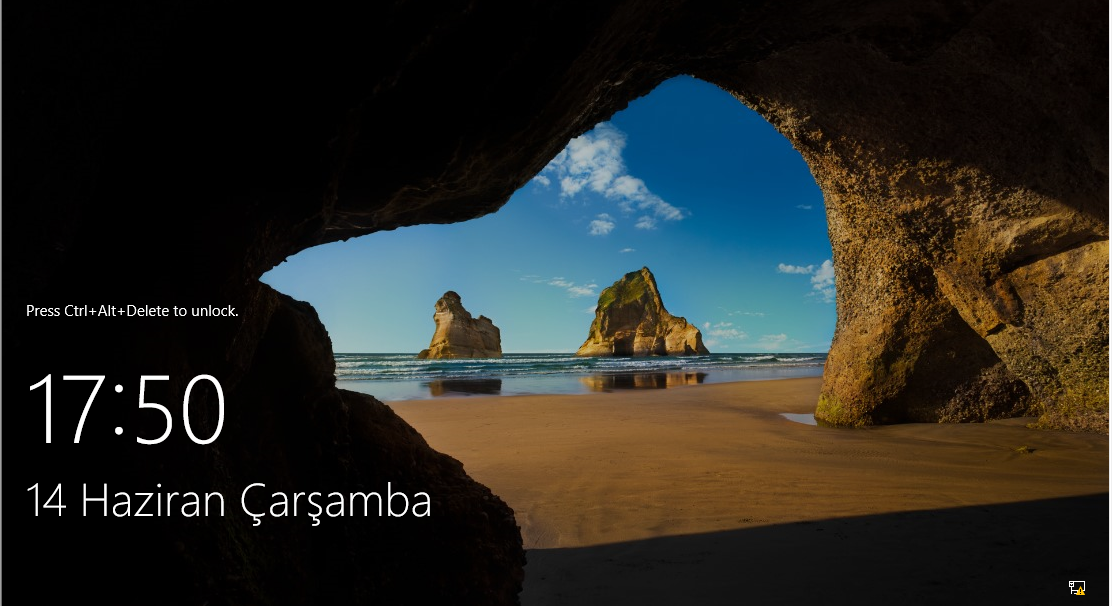 Press Ctrl+Alt+Delete to unlock.
17:50
14 Haziran Çarşamba